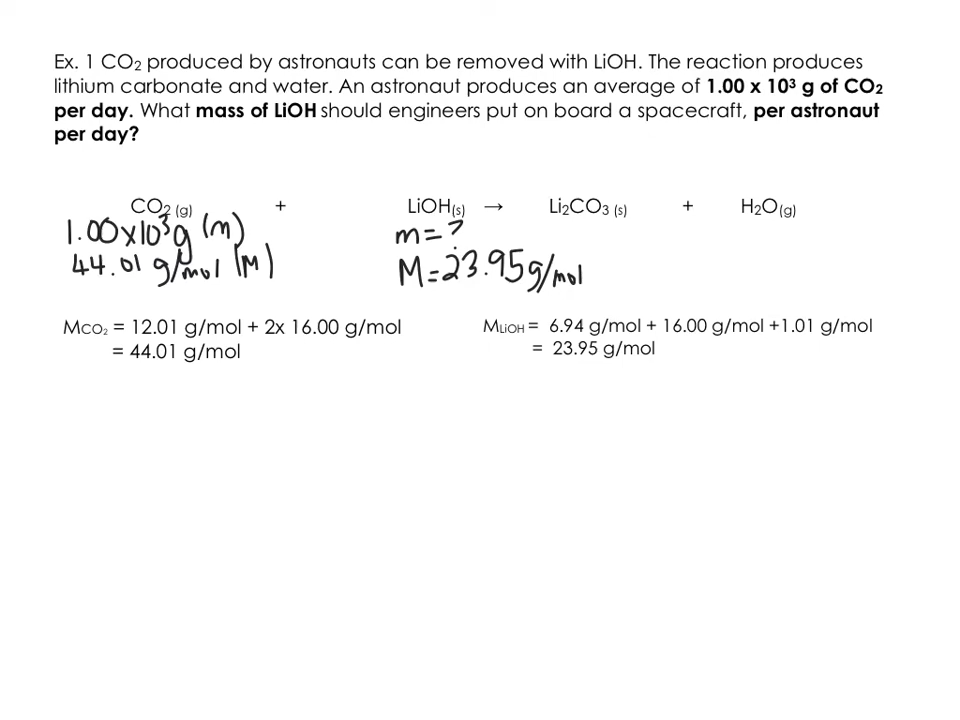 Ex. 1 CO₂ produced by astronauts can be removed with LiOH. The reaction produces
lithium carbonate and water. An astronaut produces an average of 1.00 x 10³ g of CO₂
per day. What mass of LiOH should engineers put on board a spacecraft, per astronaut
per day?
CO₂ (g) + LiOH(s) → Li₂CO₃ (s) + H₂O(g)
1.00x10³g (m) m=?
44.01 g/mol (M) M=23.95g/mol
MCO₂ = 12.01 g/mol + 2x 16.00 g/mol MLiOH = 6.94 g/mol + 16.00 g/mol +1.01 g/mol
= 44.01 g/mol = 23.95 g/mol